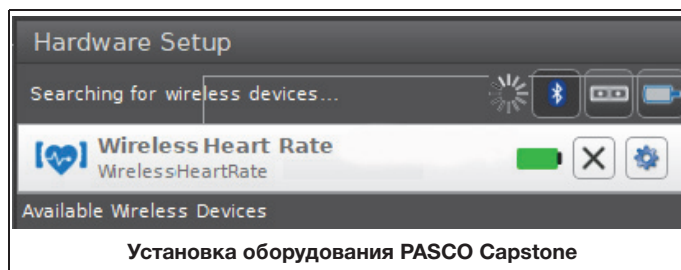 Hardware Setup
Searching for wireless devices...
Wireless Heart Rate
WirelessHeartRate
Available Wireless Devices
Установка оборудования PASCO Capstone